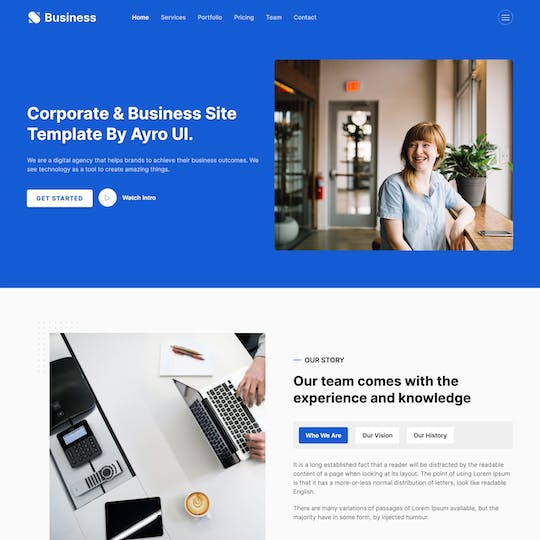 Business
Home Services Portfolio Pricing Team Contact
Corporate & Business Site
Template By Ayro UI.
We are a digital agency that helps brands to achieve their business outcomes. We
see technology as a tool to create amazing things.
GET STARTED
Watch Intro
OUR STORY
Our team comes with the
experience and knowledge
Who We Are
Our Vision
Our History
It is a long established fact that a reader will be distracted by the readable
content of a page when looking at its layout. The point of using Lorem Ipsum
is that it has a more-or-less normal distribution of letters, look like readable
English.
There are many variations of passages of Lorem Ipsum available, but the
majority have in some form, by injected humour.